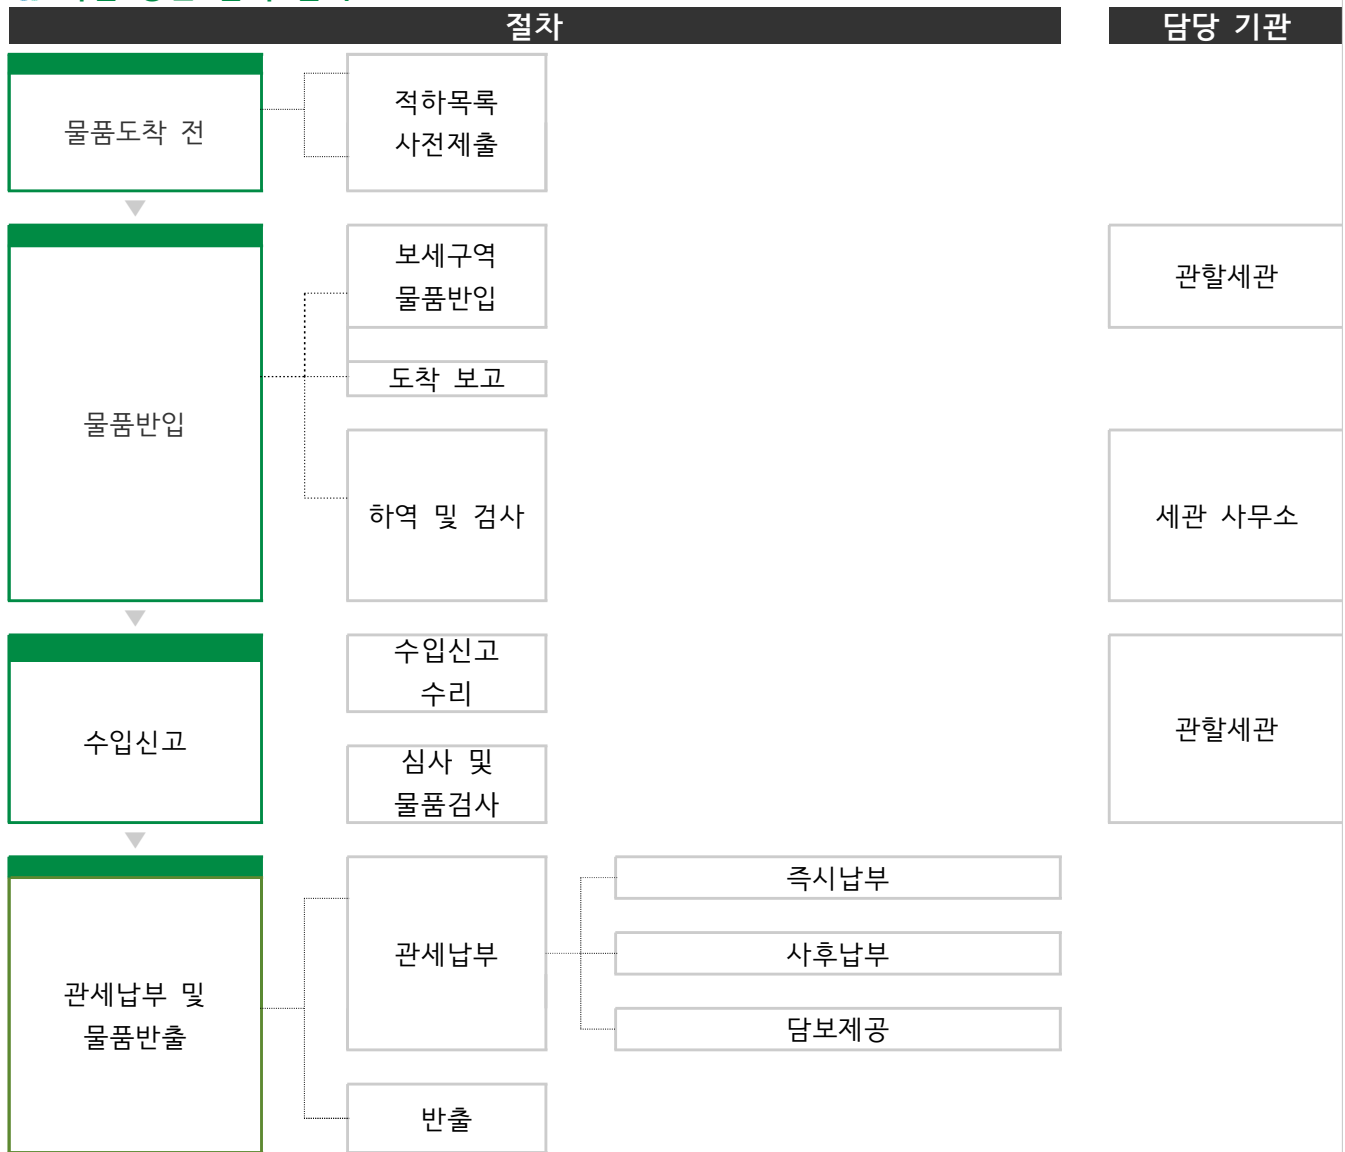 절차
담당 기관
물품도착 전
적하목록
사전제출
물품반입
보세구역
물품반입
관할세관
도착 보고
하역 및 검사
세관 사무소
수입신고
수입신고
수리
심사 및
물품검사
관할세관
관세납부 및
물품반출
관세납부
즉시납부
사후납부
담보제공
반출